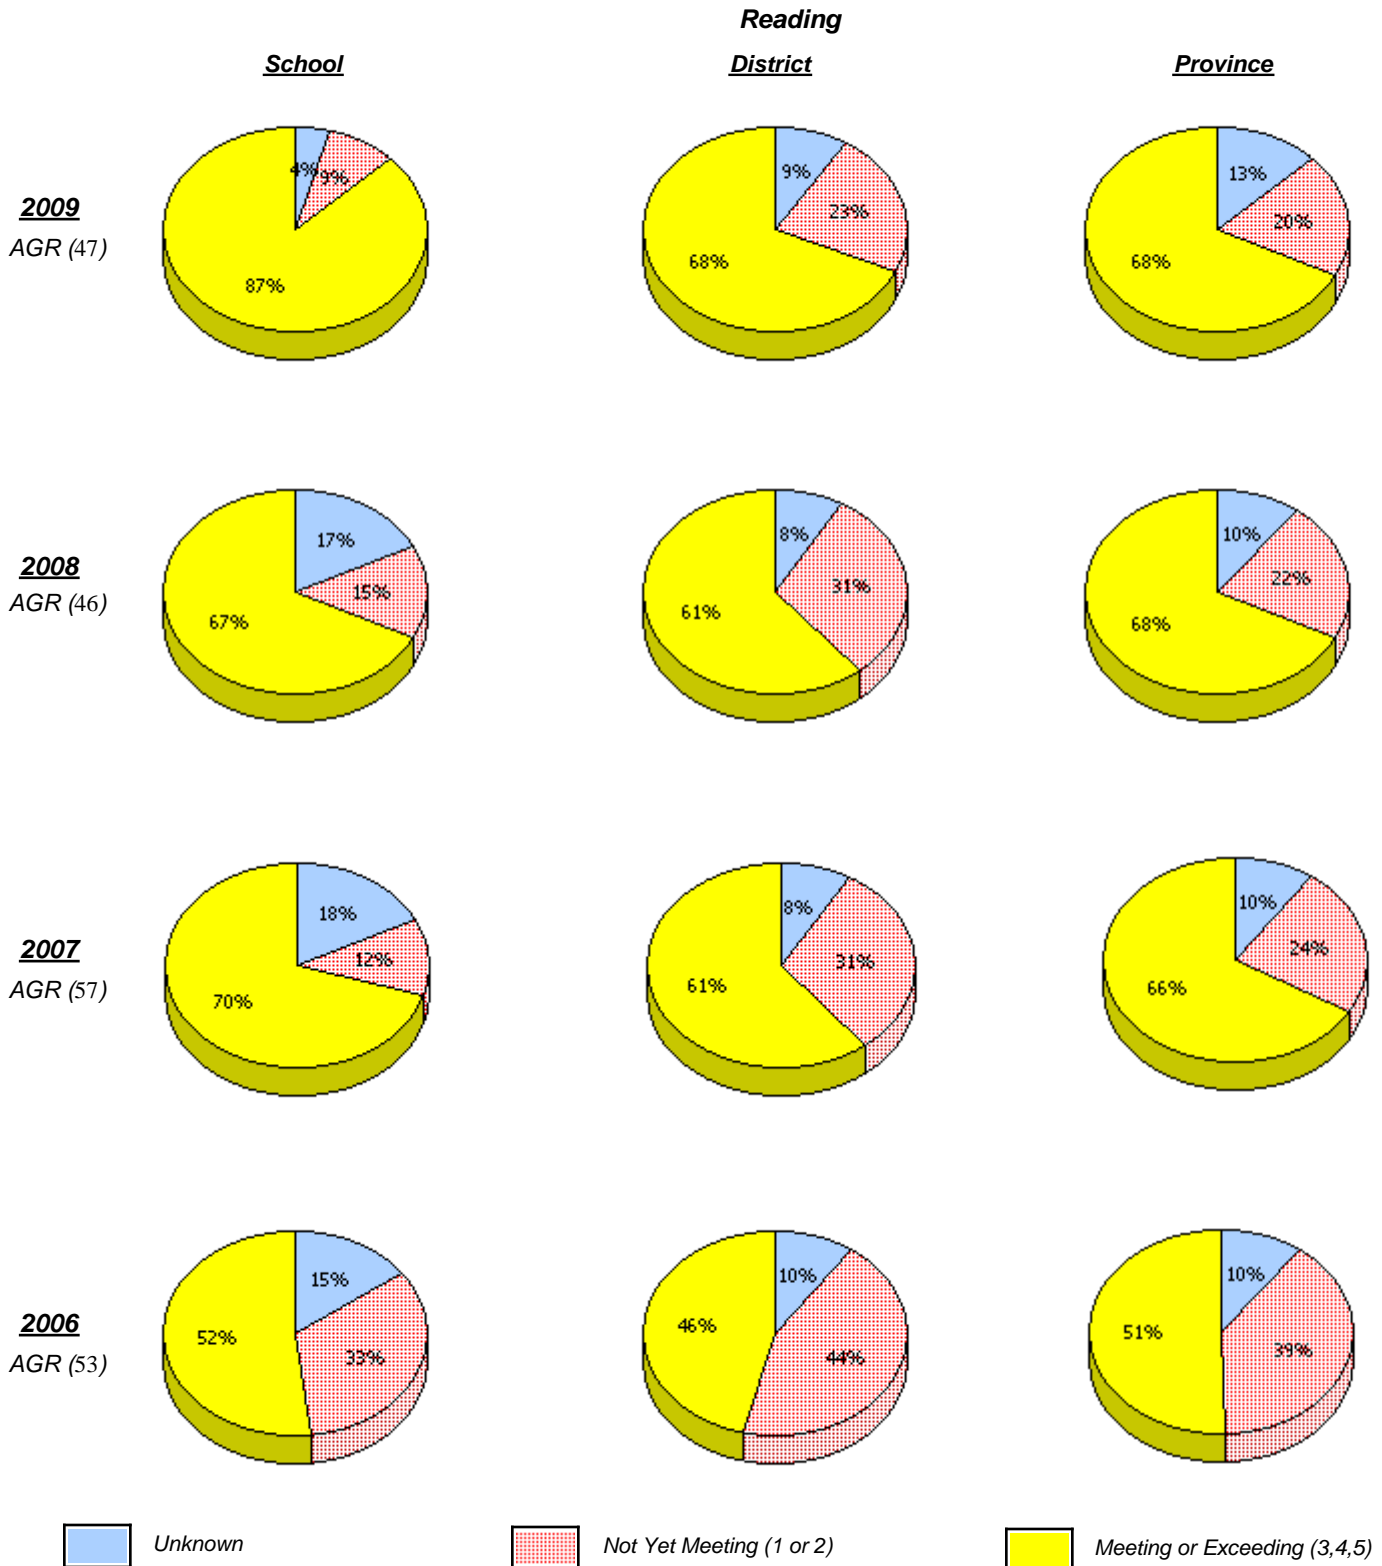 Reading
School District Province
4% 9% 87%
9% 23% 68%
13% 20% 68%
2009
AGR (47)
17% 15% 67%
8% 31% 61%
10% 22% 68%
2008
AGR (46)
18% 12% 70%
8% 31% 61%
10% 24% 66%
2007
AGR (57)
15% 33% 52%
10% 44% 46%
10% 39% 51%
2006
AGR (53)
Unknown Not Yet Meeting (1 or 2) Meeting or Exceeding (3,4,5)